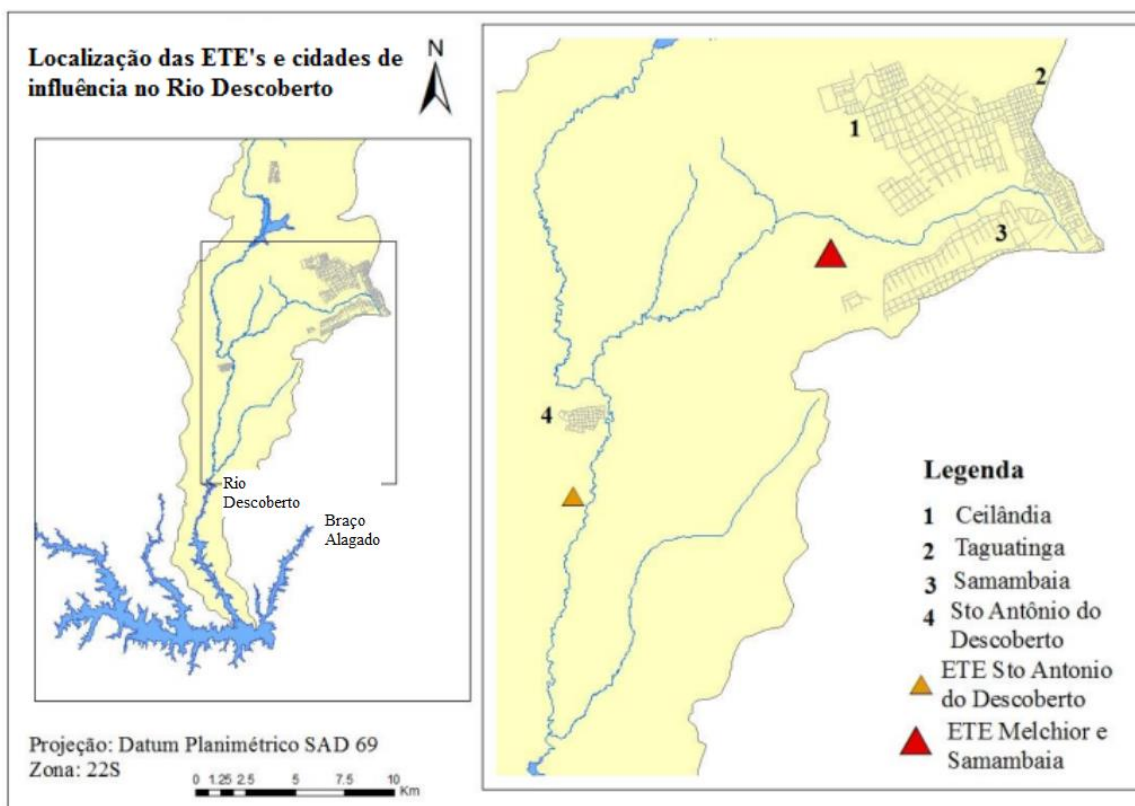 Localização das ETE's e cidades de
influência no Rio Descoberto
N
Rio
Descoberto
Braço
Alagado
Projeção: Datum Planimétrico SAD 69
Zona: 22S
0 1.25 2.5 5 7.5 10
Km
1
2
3
4
Legenda
1 Ceilândia
2 Taguatinga
3 Samambaia
4 Sto Antônio do
Descoberto
ETE Sto Antonio
do Descoberto
ETE Melchior e
Samambaia